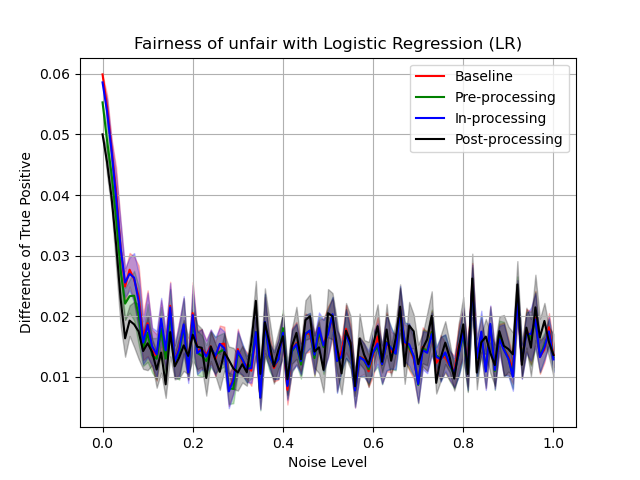 Fairness of unfair with Logistic Regression (LR)
Baseline
Pre-processing
In-processing
Post-processing
Difference of True Positive
0.06
0.05
0.04
0.03
0.02
0.01
0.0 0.2 0.4 0.6 0.8 1.0
Noise Level